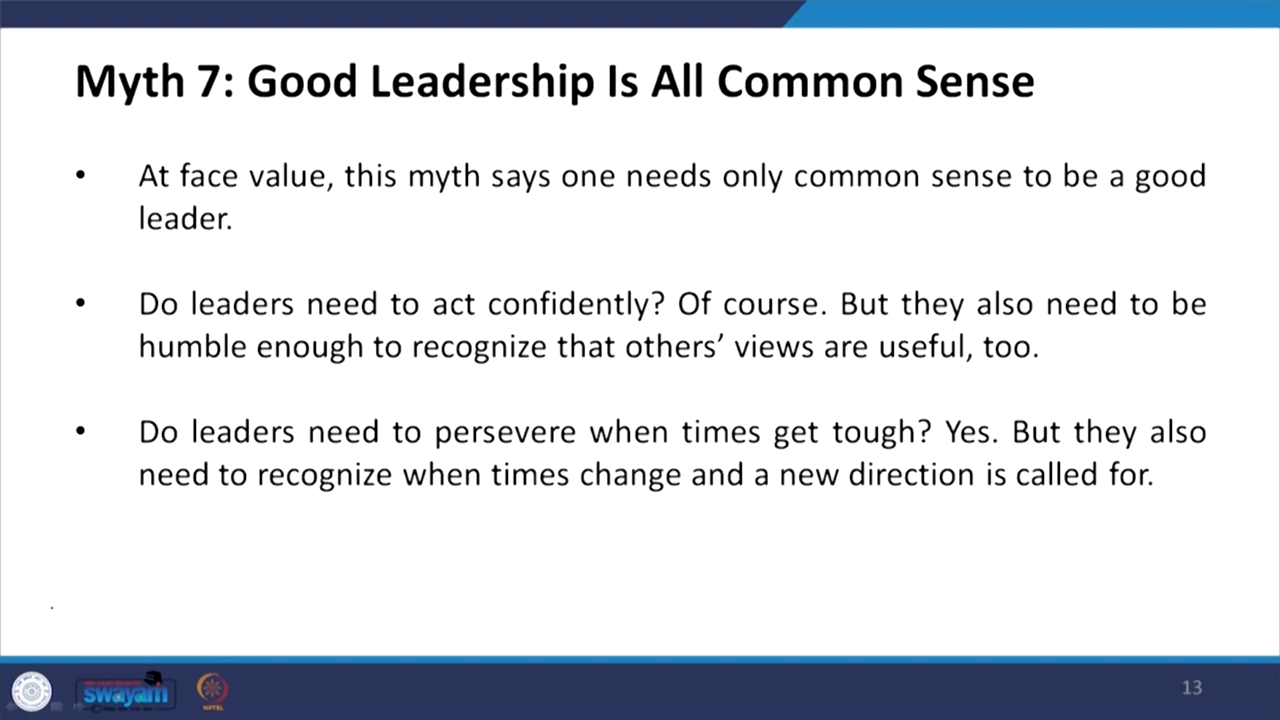 Myth 7: Good Leadership Is All Common Sense
• At face value, this myth says one needs only common sense to be a good
leader.
• Do leaders need to act confidently? Of course. But they also need to be
humble enough to recognize that others’ views are useful, too.
• Do leaders need to persevere when times get tough? Yes. But they also
need to recognize when times change and a new direction is called for.
swayam
NPTEL
13